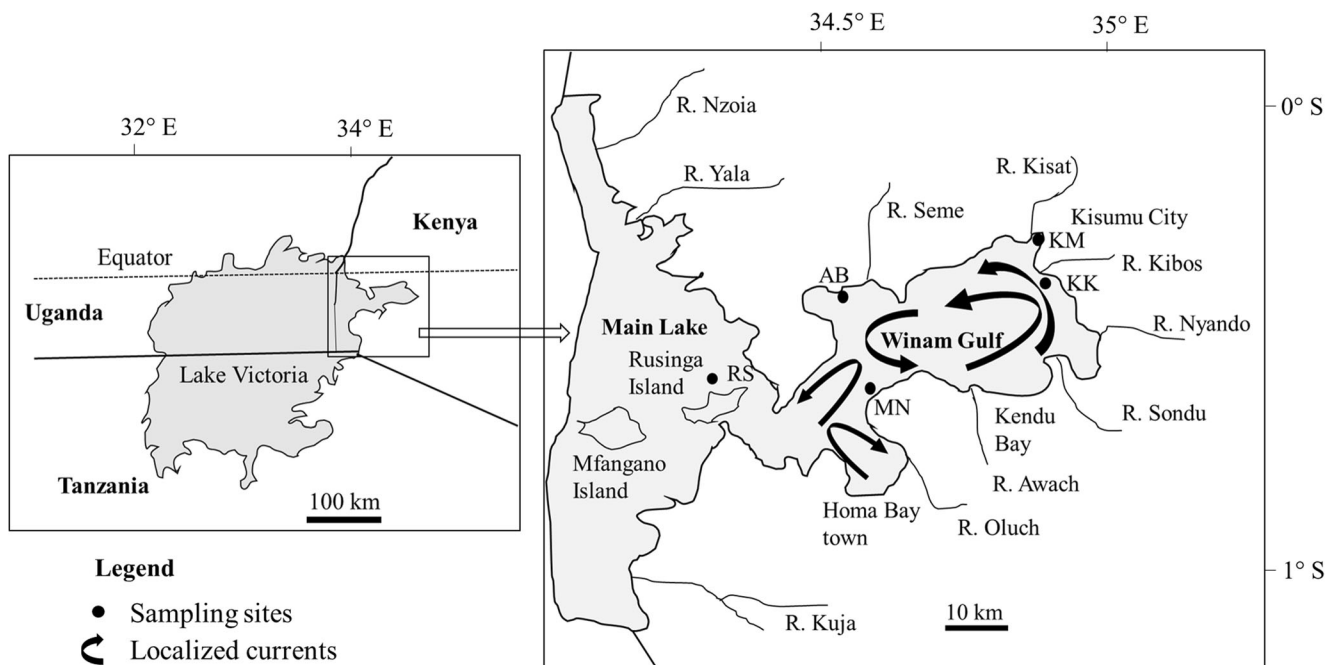 32° E
34° E
Kenya
Equator
Uganda
Lake Victoria
Tanzania
100 km
Legend
Sampling sites
Localized currents
34.5° E
35° E
0° S
R. Nzoia
R. Yala
R. Kisat
R. Seme
Kisumu City
KM
R. Kibos
AB
KK
Main Lake
Winam Gulf
R. Nyando
Rusinga
Island
RS
MN
Kendu
Bay
R. Sondu
Mfangano
Island
R. Awach
Homa Bay
town
R. Oluch
1° S
10 km
R. Kuja